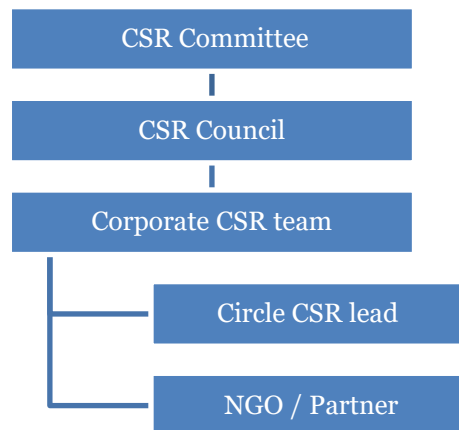 CSR Committee
CSR Council
Corporate CSR team
Circle CSR lead
NGO / Partner